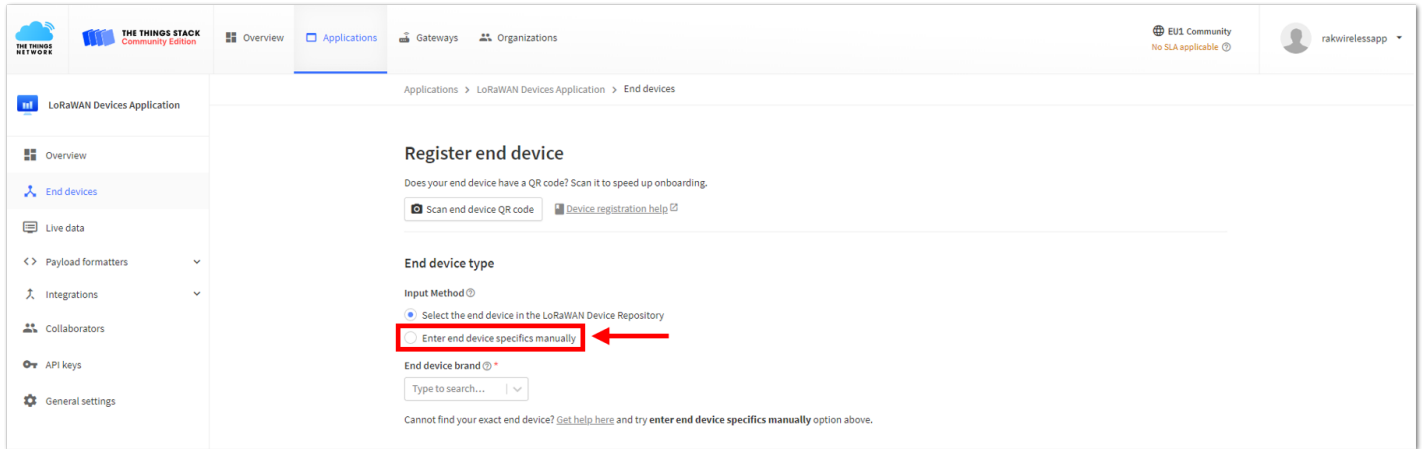 THE THINGS NETWORK
THE THINGS STACK
Community Edition
Overview
Applications
Gateways
Organizations
EU1 Community
No SLA applicable
rakwirelessapp
LoRaWAN Devices Application
Overview
End devices
Live data
Payload formatters
Integrations
Collaborators
API keys
General settings
Applications > LoRaWAN Devices Application > End devices
Register end device
Does your end device have a QR code? Scan it to speed up onboarding.
Scan end device QR code
Device registration help
End device type
Input Method
Select the end device in the LoRaWAN Device Repository
Enter end device specifics manually
End device brand *
Type to search...
Cannot find your exact end device? Get help here and try enter end device specifics manually option above.